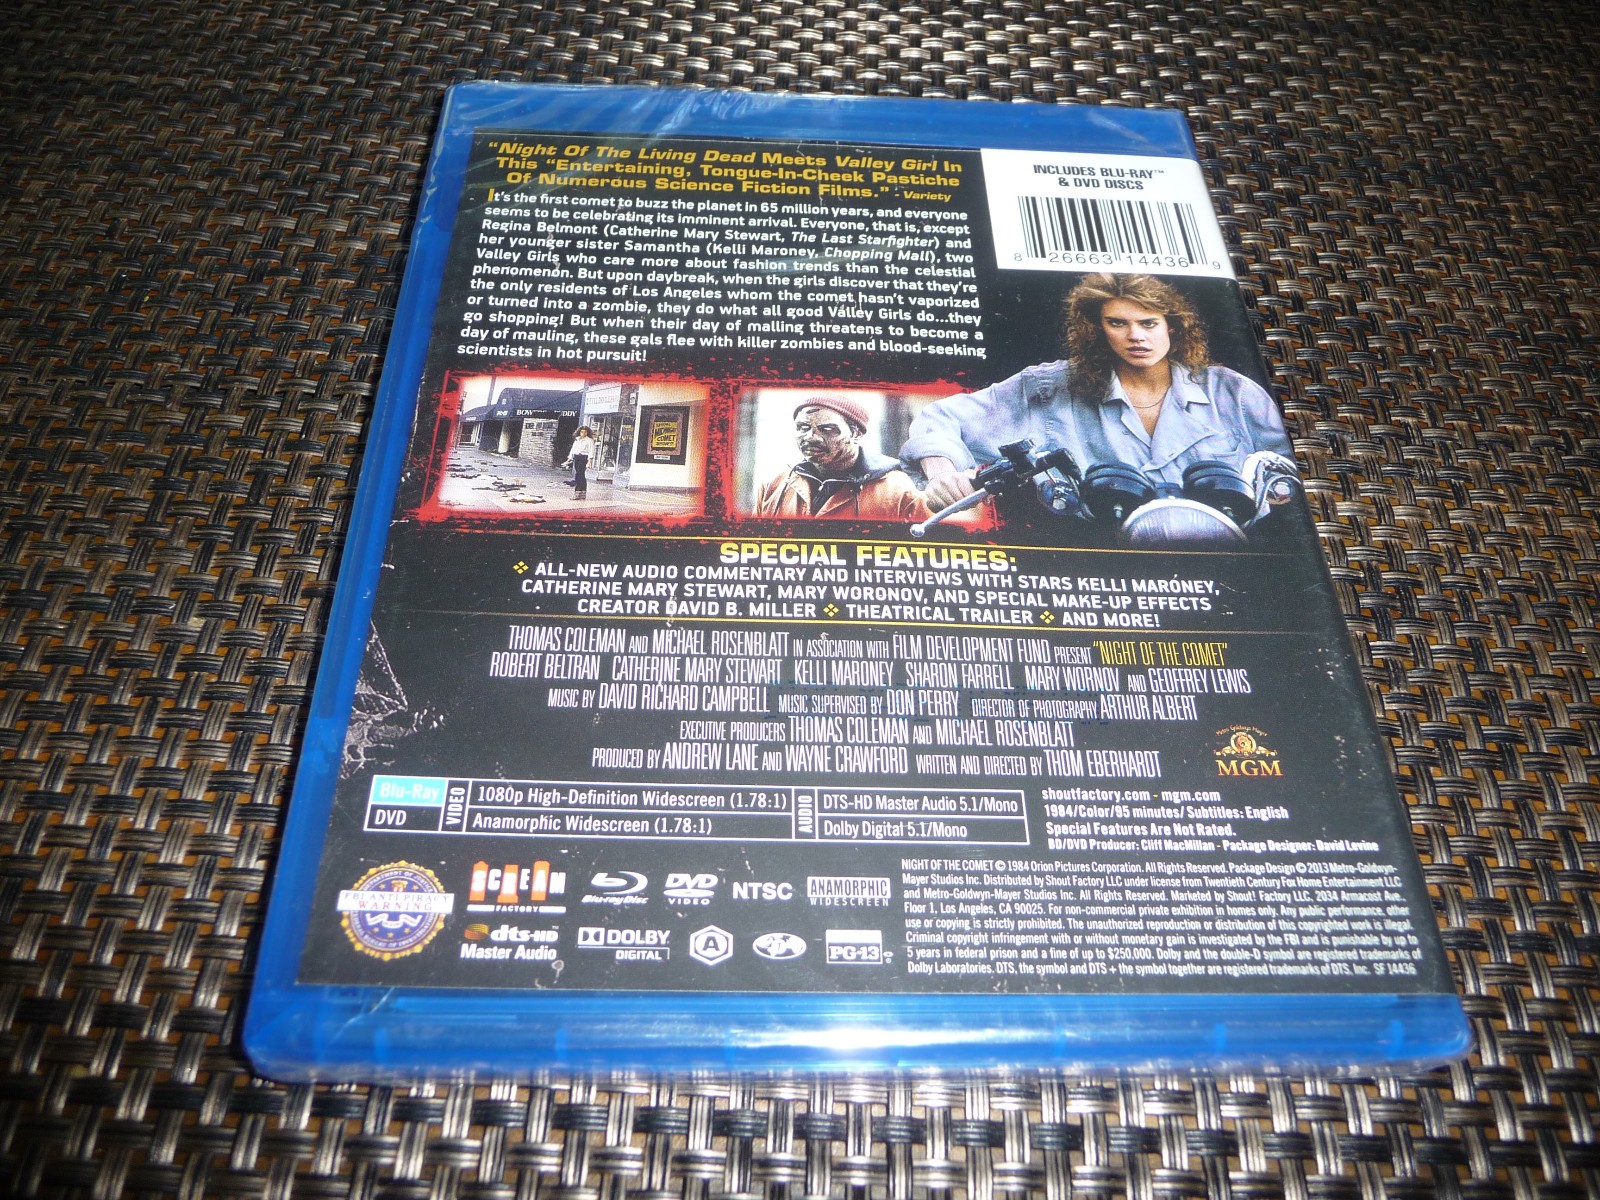 "Night Of The Living Dead Meets Valley Girl In
This "Entertaining, Tongue-In-Cheek Pastiche
Of Numerous Science Fiction Films." - Variety
It's the first comet to buzz the planet in 65 million years, and everyone
seems to be celebrating its imminent arrival. Everyone, that is, except
Regina Belmont (Catherine Mary Stewart, The Last Starfighter) and
her younger sister Samantha (Kelli Maroney, Chopping Mall), two
Valley Girls who care more about fashion trends than the celestial
phenomenon. But upon daybreak, when the girls discover that they're
the only residents of Los Angeles whom the comet hasn't vaporized
or turned into a zombie, they do what all good Valley Girls do...they
go shopping! But when their day of malling threatens to become a
day of mauling, these gals flee with killer zombies and blood-seeking
scientists in hot pursuit!
INCLUDES BLU-RAY™
& DVD DISCS
8 26663 14436 9
MIDNIGHT
COMET
SPECIAL FEATURES:
❖ ALL-NEW AUDIO COMMENTARY AND INTERVIEWS WITH STARS KELLI MARONEY,
CATHERINE MARY STEWART, MARY WORONOV, AND SPECIAL MAKE-UP EFFECTS
CREATOR DAVID B. MILLER ❖ THEATRICAL TRAILER ❖ AND MORE!
THOMAS COLEMAN AND MICHAEL ROSENBLATT IN ASSOCIATION WITH FILM DEVELOPMENT FUND PRESENT "NIGHT OF THE COMET"
ROBERT BELTRAN CATHERINE MARY STEWART KELLI MARONEY SHARON FARRELL MARY WORNOV AND GEOFFREY LEWIS
MUSIC BY DAVID RICHARD CAMPBELL MUSIC SUPERVISED BY DON PERRY DIRECTOR OF PHOTOGRAPHY ARTHUR ALBERT
EXECUTIVE PRODUCERS THOMAS COLEMAN AND MICHAEL ROSENBLATT
PRODUCED BY ANDREW LANE AND WAYNE CRAWFORD WRITTEN AND DIRECTED BY THOM EBERHARDT
Metro Goldwyn Mayer
MGM
Blu-Ray
DVD
VIDEO
1080p High-Definition Widescreen (1.78:1)
Anamorphic Widescreen (1.78:1)
AUDIO
DTS-HD Master Audio 5.1/Mono
Dolby Digital 5.1/Mono
shoutfactory.com - mgm.com
1984/Color/95 minutes/ Subtitles: English
Special Features Are Not Rated.
BD/DVD Producer: Cliff MacMillan - Package Designer: David Levine
FBI ANTI-PIRACY
WARNING
SCREAM
FACTORY
Blu-ray Disc
DVD
VIDEO
NTSC
ANAMORPHIC
WIDESCREEN
dts-HD
Master Audio
DOLBY
DIGITAL
A
1
PG-13
NIGHT OF THE COMET © 1984 Orion Pictures Corporation. All Rights Reserved. Package Design © 2013 Metro-Goldwyn-
Mayer Studios Inc. Distributed by Shout Factory LLC under license from Twentieth Century Fox Home Entertainment LLC
and Metro-Goldwyn-Mayer Studios Inc. All Rights Reserved. Marketed by Shout! Factory LLC, 2034 Armacost Ave.,
Floor 1, Los Angeles, CA 90025. For non-commercial private exhibition in homes only. Any public performance, other
use or copying is strictly prohibited. The unauthorized reproduction or distribution of this copyrighted work is illegal.
Criminal copyright infringement with or without monetary gain is investigated by the FBI and is punishable by up to
5 years in federal prison and a fine of up to $250,000. Dolby and the double-D symbol are registered trademarks of
Dolby Laboratories. DTS, the symbol and DTS + the symbol together are registered trademarks of DTS, Inc. SF 14436